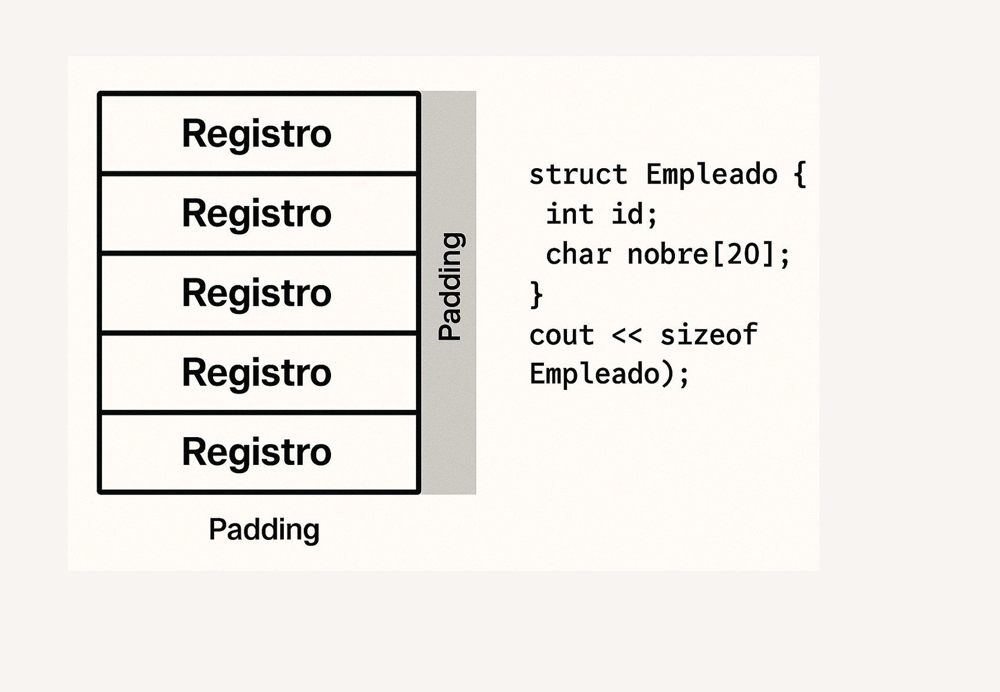 Registro
Registro
Registro
Registro
Registro
Padding
Padding
struct Empleado {
 int id;
 char nobre[20];
}
cout << sizeof
Empleado);